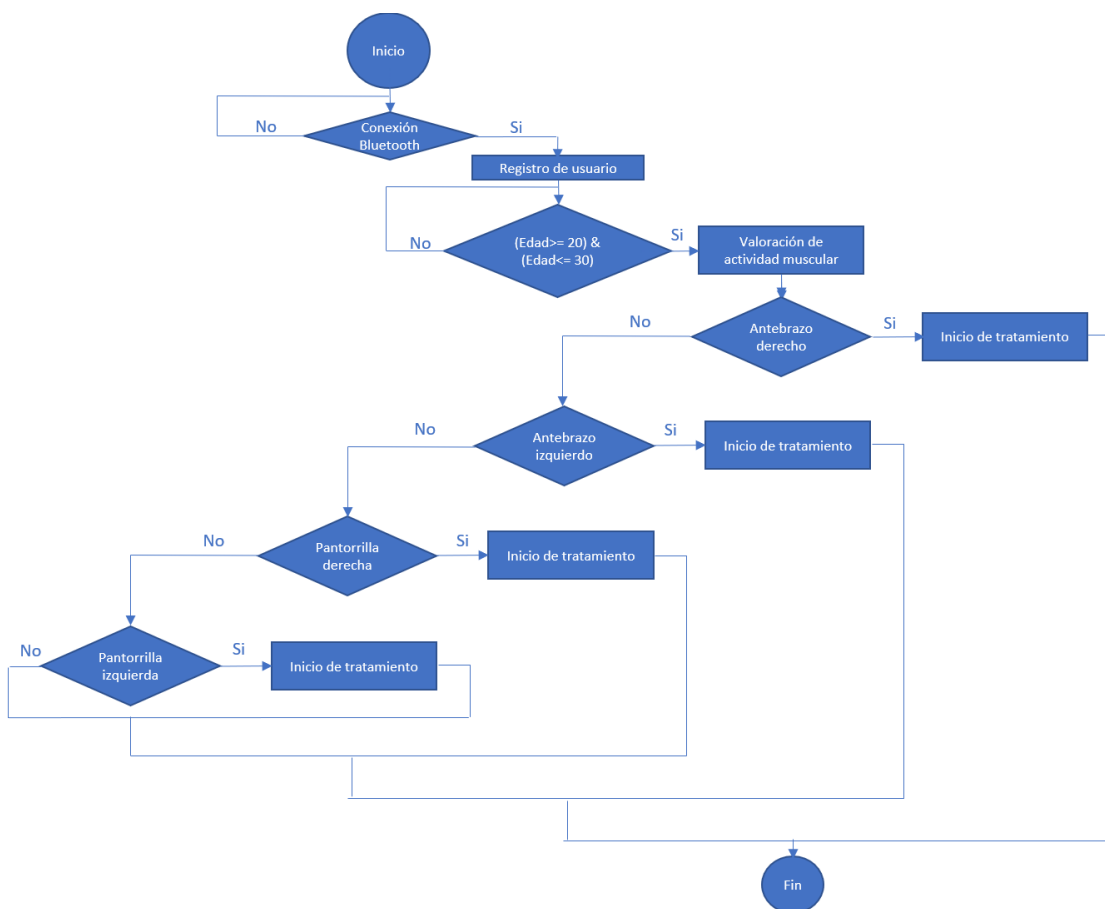 Inicio
No
Conexión
Bluetooth
Si
Registro de usuario
No
(Edad>= 20) &
(Edad<= 30)
Si
Valoración de
actividad muscular
No
Antebrazo
derecho
Si
Inicio de tratamiento
No
Antebrazo
izquierdo
Si
Inicio de tratamiento
No
Pantorrilla
derecha
Si
Inicio de tratamiento
No
Pantorrilla
izquierda
Si
Inicio de tratamiento
Fin